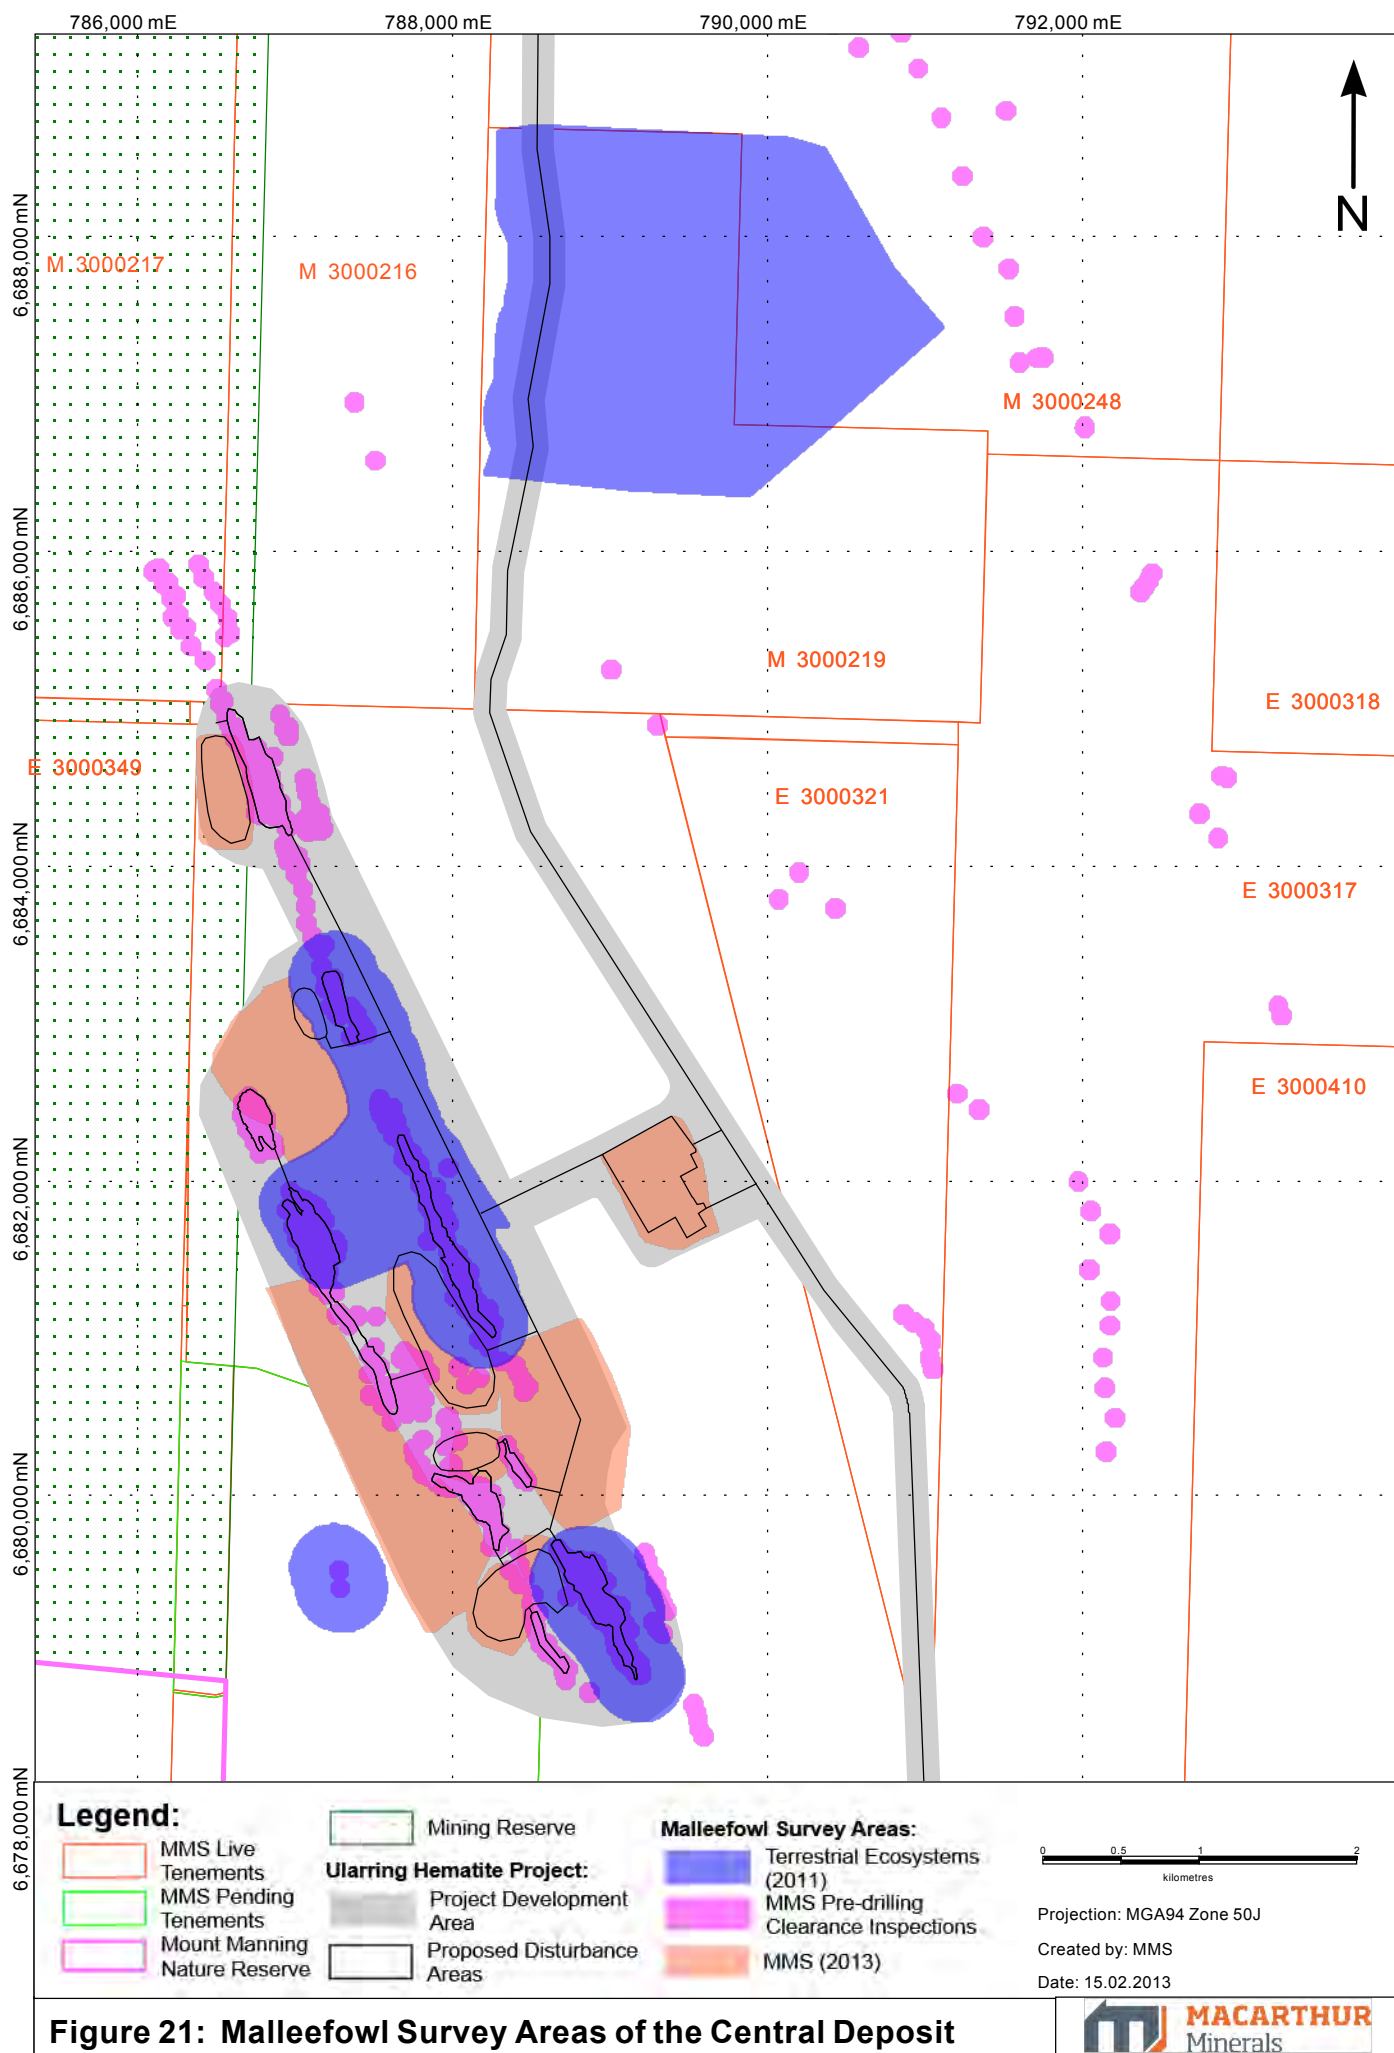 786,000 mE
788,000 mE
790,000 mE
792,000 mE
6,688,000 mN
6,686,000 mN
6,684,000 mN
6,682,000 mN
6,680,000 mN
6,678,000 mN
N
M 3000217
M 3000216
M 3000248
M 3000219
E 3000318
E 3000349
E 3000321
E 3000317
E 3000410
Legend:
MMS Live
Tenements
MMS Pending
Tenements
Mount Manning
Nature Reserve
Mining Reserve
Ularring Hematite Project:
Project Development
Area
Proposed Disturbance
Areas
Malleefowl Survey Areas:
Terrestrial Ecosystems
(2011)
MMS Pre-drilling
Clearance Inspections
MMS (2013)
0 0.5 1 2
kilometres
Projection: MGA94 Zone 50J
Created by: MMS
Date: 15.02.2013
Figure 21: Malleefowl Survey Areas of the Central Deposit
MACARTHUR
Minerals